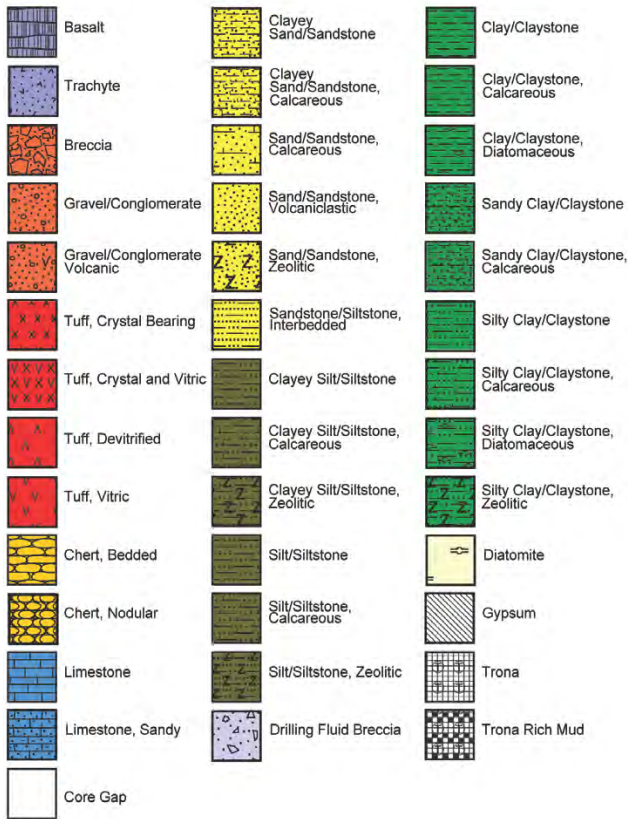 Basalt
Trachyte
Breccia
Gravel/Conglomerate
Gravel/Conglomerate
Volcanic
Tuff, Crystal Bearing
Tuff, Crystal and Vitric
Tuff, Devitrified
Tuff, Vitric
Chert, Bedded
Chert, Nodular
Limestone
Limestone, Sandy
Core Gap
Clayey
Sand/Sandstone
Clayey
Sand/Sandstone,
Calcareous
Sand/Sandstone,
Calcareous
Sand/Sandstone,
Volcaniclastic
Sand/Sandstone,
Zeolitic
Sandstone/Siltstone,
Interbedded
Clayey Silt/Siltstone
Clayey Silt/Siltstone,
Calcareous
Clayey Silt/Siltstone,
Zeolitic
Silt/Siltstone
Silt/Siltstone,
Calcareous
Silt/Siltstone, Zeolitic
Drilling Fluid Breccia
Clay/Claystone
Clay/Claystone,
Calcareous
Clay/Claystone,
Diatomaceous
Sandy Clay/Claystone
Sandy Clay/Claystone,
Calcareous
Silty Clay/Claystone
Silty Clay/Claystone,
Calcareous
Silty Clay/Claystone,
Diatomaceous
Silty Clay/Claystone,
Zeolitic
Diatomite
Gypsum
Trona
Trona Rich Mud